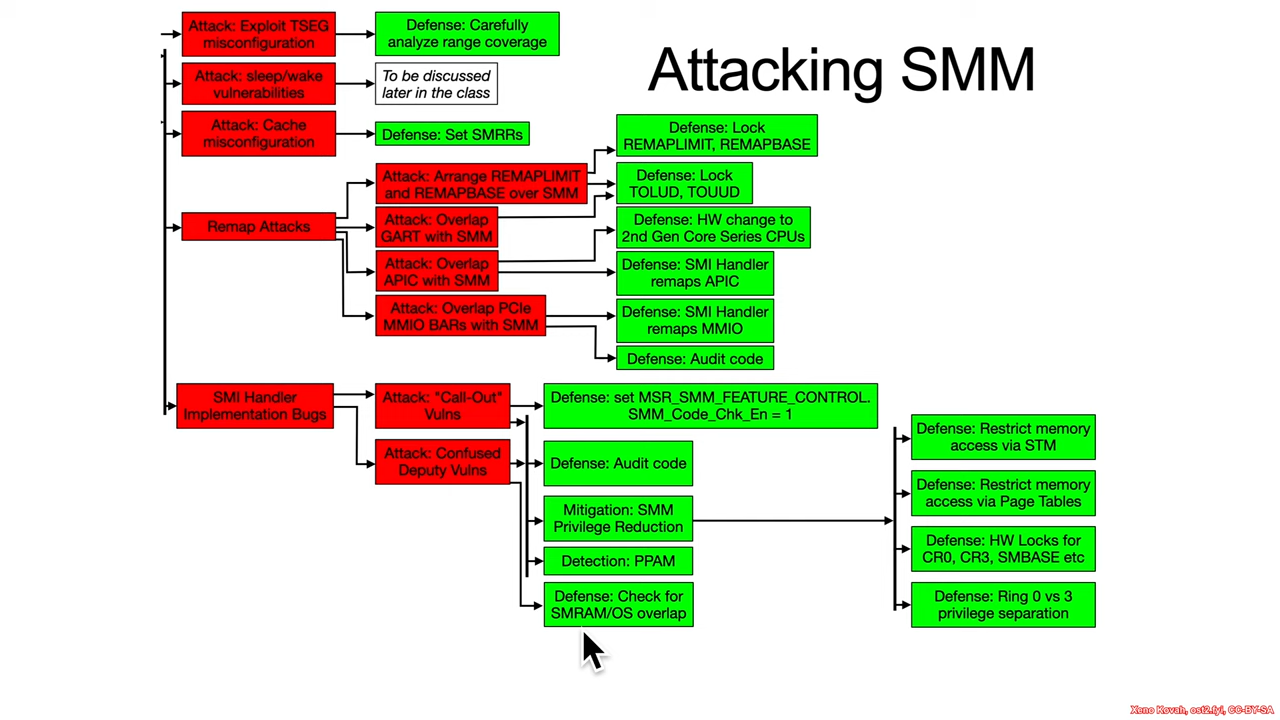 Attacking SMM
Attack: Exploit TSEG
misconfiguration
Defense: Carefully
analyze range coverage
Attack: sleep/wake
vulnerabilities
To be discussed
later in the class
Attack: Cache
misconfiguration
Defense: Set SMRRs
Remap Attacks
Attack: Arrange REMAPLIMIT
and REMAPBASE over SMM
Defense: Lock
REMAPLIMIT, REMAPBASE
Defense: Lock
TOLUD, TOUUD
Attack: Overlap
GART with SMM
Defense: HW change to
2nd Gen Core Series CPUs
Attack: Overlap
APIC with SMM
Defense: SMI Handler
remaps APIC
Attack: Overlap PCIe
MMIO BARs with SMM
Defense: SMI Handler
remaps MMIO
Defense: Audit code
SMI Handler
Implementation Bugs
Attack: "Call-Out"
Vulns
Defense: set MSR_SMM_FEATURE_CONTROL.
SMM_Code_Chk_En = 1
Attack: Confused
Deputy Vulns
Defense: Audit code
Mitigation: SMM
Privilege Reduction
Detection: PPAM
Defense: Check for
SMRAM/OS overlap
Defense: Restrict memory
access via STM
Defense: Restrict memory
access via Page Tables
Defense: HW Locks for
CR0, CR3, SMBASE etc
Defense: Ring 0 vs 3
privilege separation
Xeno Kovah, ost2.fyi, CC-BY-SA